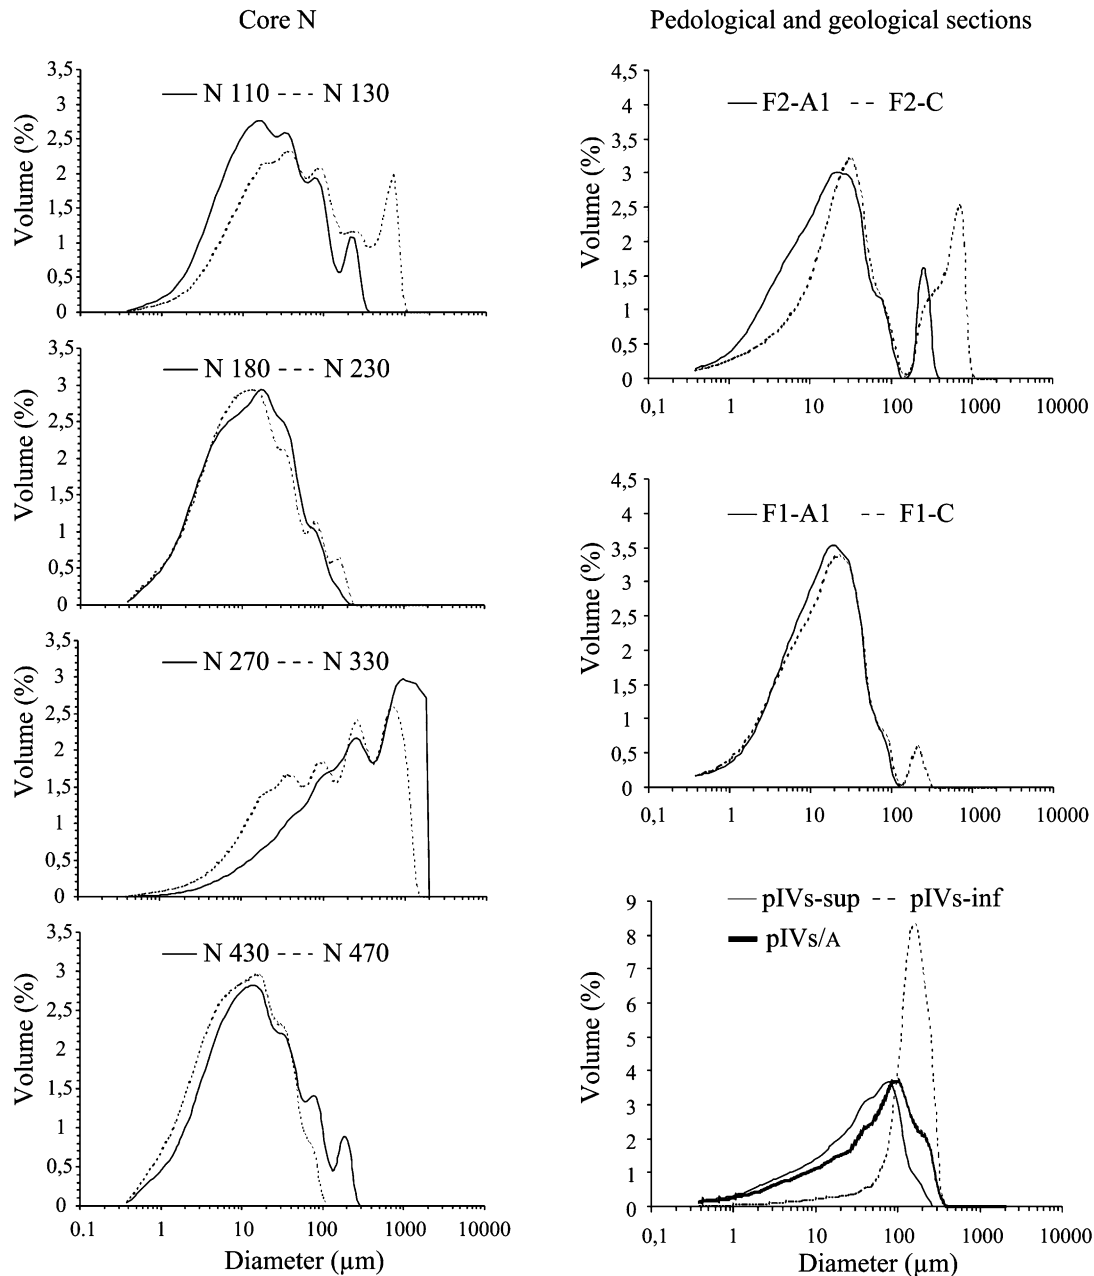 Core N
3,5
3
2,5
2
1,5
1
0,5
0
Volume (%)
N 110 --- N 130
3,5
3
2,5
2
1,5
1
0,5
0
Volume (%)
N 180 --- N 230
3,5
3
2,5
2
1,5
1
0,5
0
Volume (%)
N 270 --- N 330
3,5
3
2,5
2
1,5
1
0,5
0
Volume (%)
N 430 --- N 470
0.1 1 10 100 1000 10000
Diameter (µm)
Pedological and geological sections
4,5
4
3,5
3
2,5
2
1,5
1
0,5
0
Volume (%)
F2-A1 -- F2-C
0,1 1 10 100 1000 10000
4,5
4
3,5
3
2,5
2
1,5
1
0,5
0
Volume (%)
F1-A1 -- F1-C
0,1 1 10 100 1000 10000
9
8
7
6
5
4
3
2
1
0
Volume (%)
pIVs-sup -- pIVs-inf
pIVs/A
0,1 1 10 100 1000 10000
Diameter (µm)